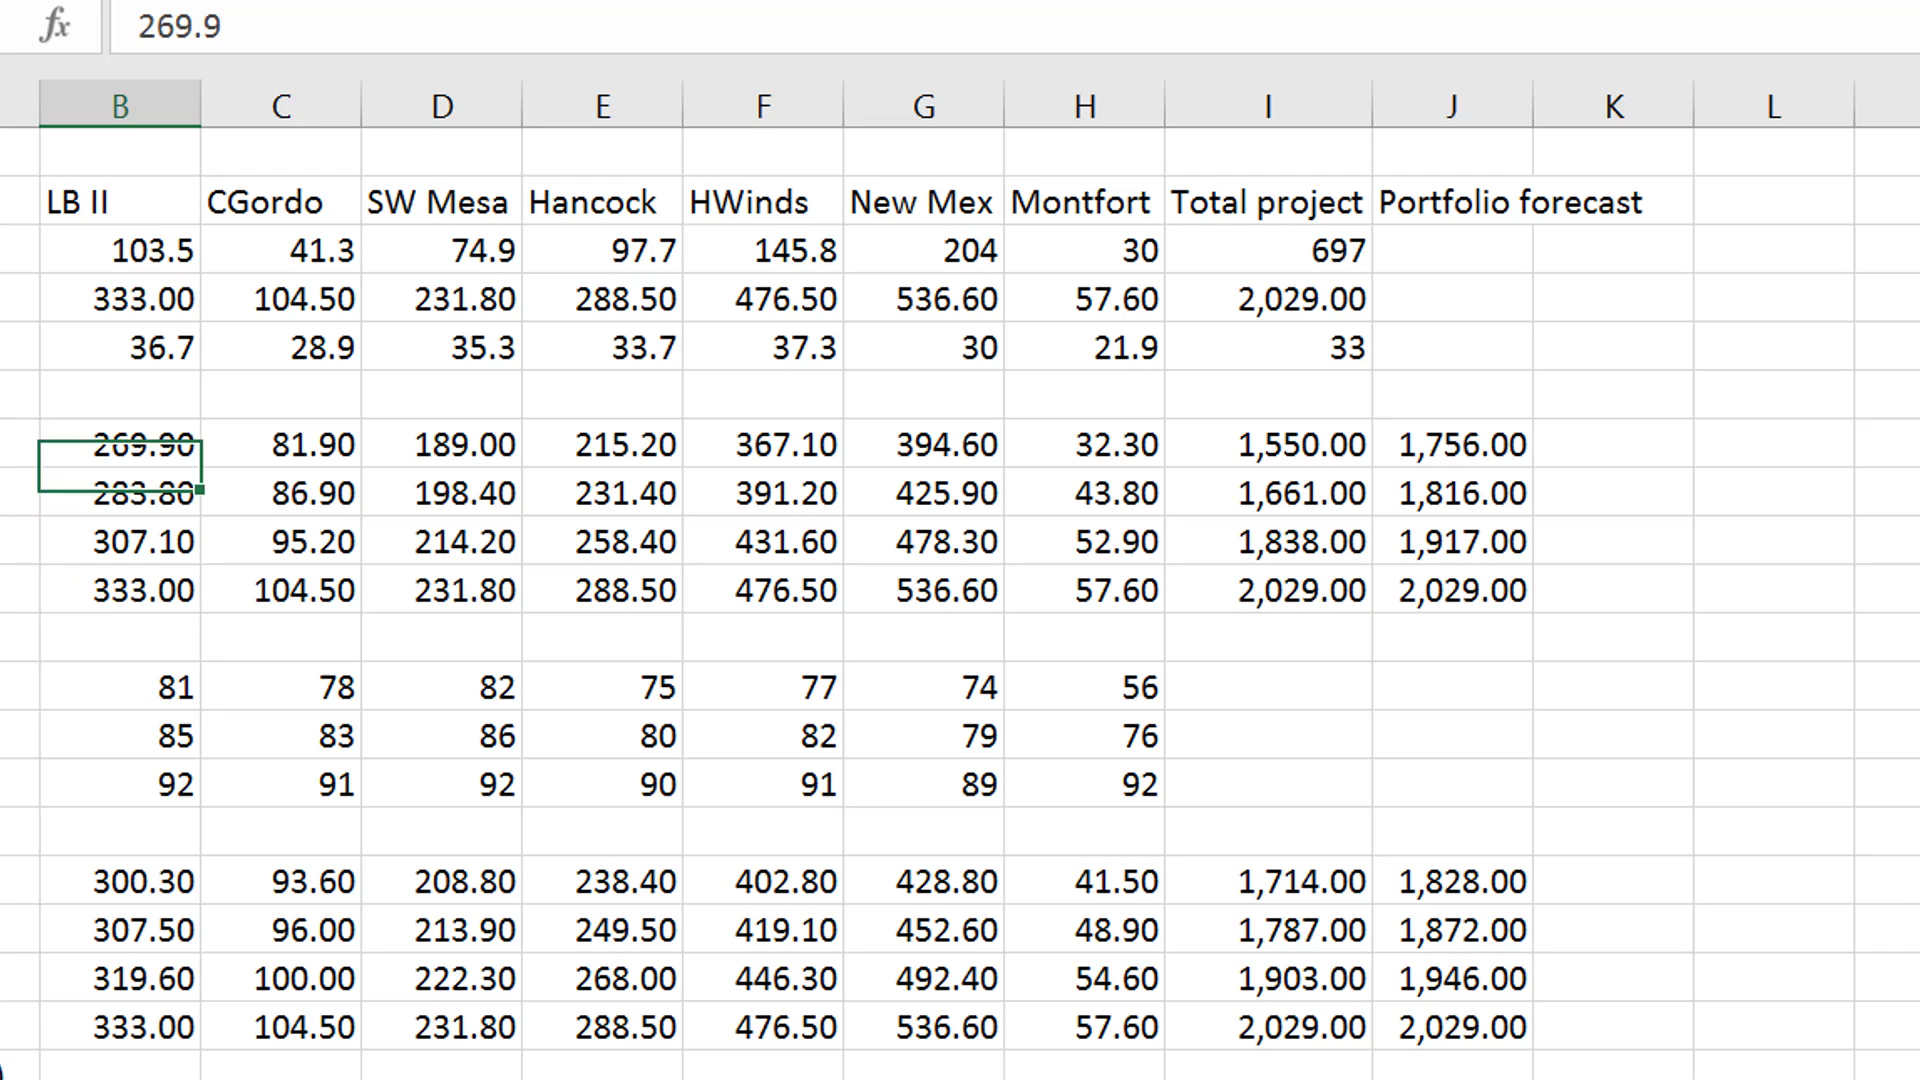 fx 269.9
B C D E F G H I J K L
LB II CGordo SW Mesa Hancock HWinds New Mex Montfort Total project Portfolio forecast
103.5 41.3 74.9 97.7 145.8 204 30 697
333.00 104.50 231.80 288.50 476.50 536.60 57.60 2,029.00
36.7 28.9 35.3 33.7 37.3 30 21.9 33
269.90 81.90 189.00 215.20 367.10 394.60 32.30 1,550.00 1,756.00
283.80 86.90 198.40 231.40 391.20 425.90 43.80 1,661.00 1,816.00
307.10 95.20 214.20 258.40 431.60 478.30 52.90 1,838.00 1,917.00
333.00 104.50 231.80 288.50 476.50 536.60 57.60 2,029.00 2,029.00
81 78 82 75 77 74 56
85 83 86 80 82 79 76
92 91 92 90 91 89 92
300.30 93.60 208.80 238.40 402.80 428.80 41.50 1,714.00 1,828.00
307.50 96.00 213.90 249.50 419.10 452.60 48.90 1,787.00 1,872.00
319.60 100.00 222.30 268.00 446.30 492.40 54.60 1,903.00 1,946.00
333.00 104.50 231.80 288.50 476.50 536.60 57.60 2,029.00 2,029.00